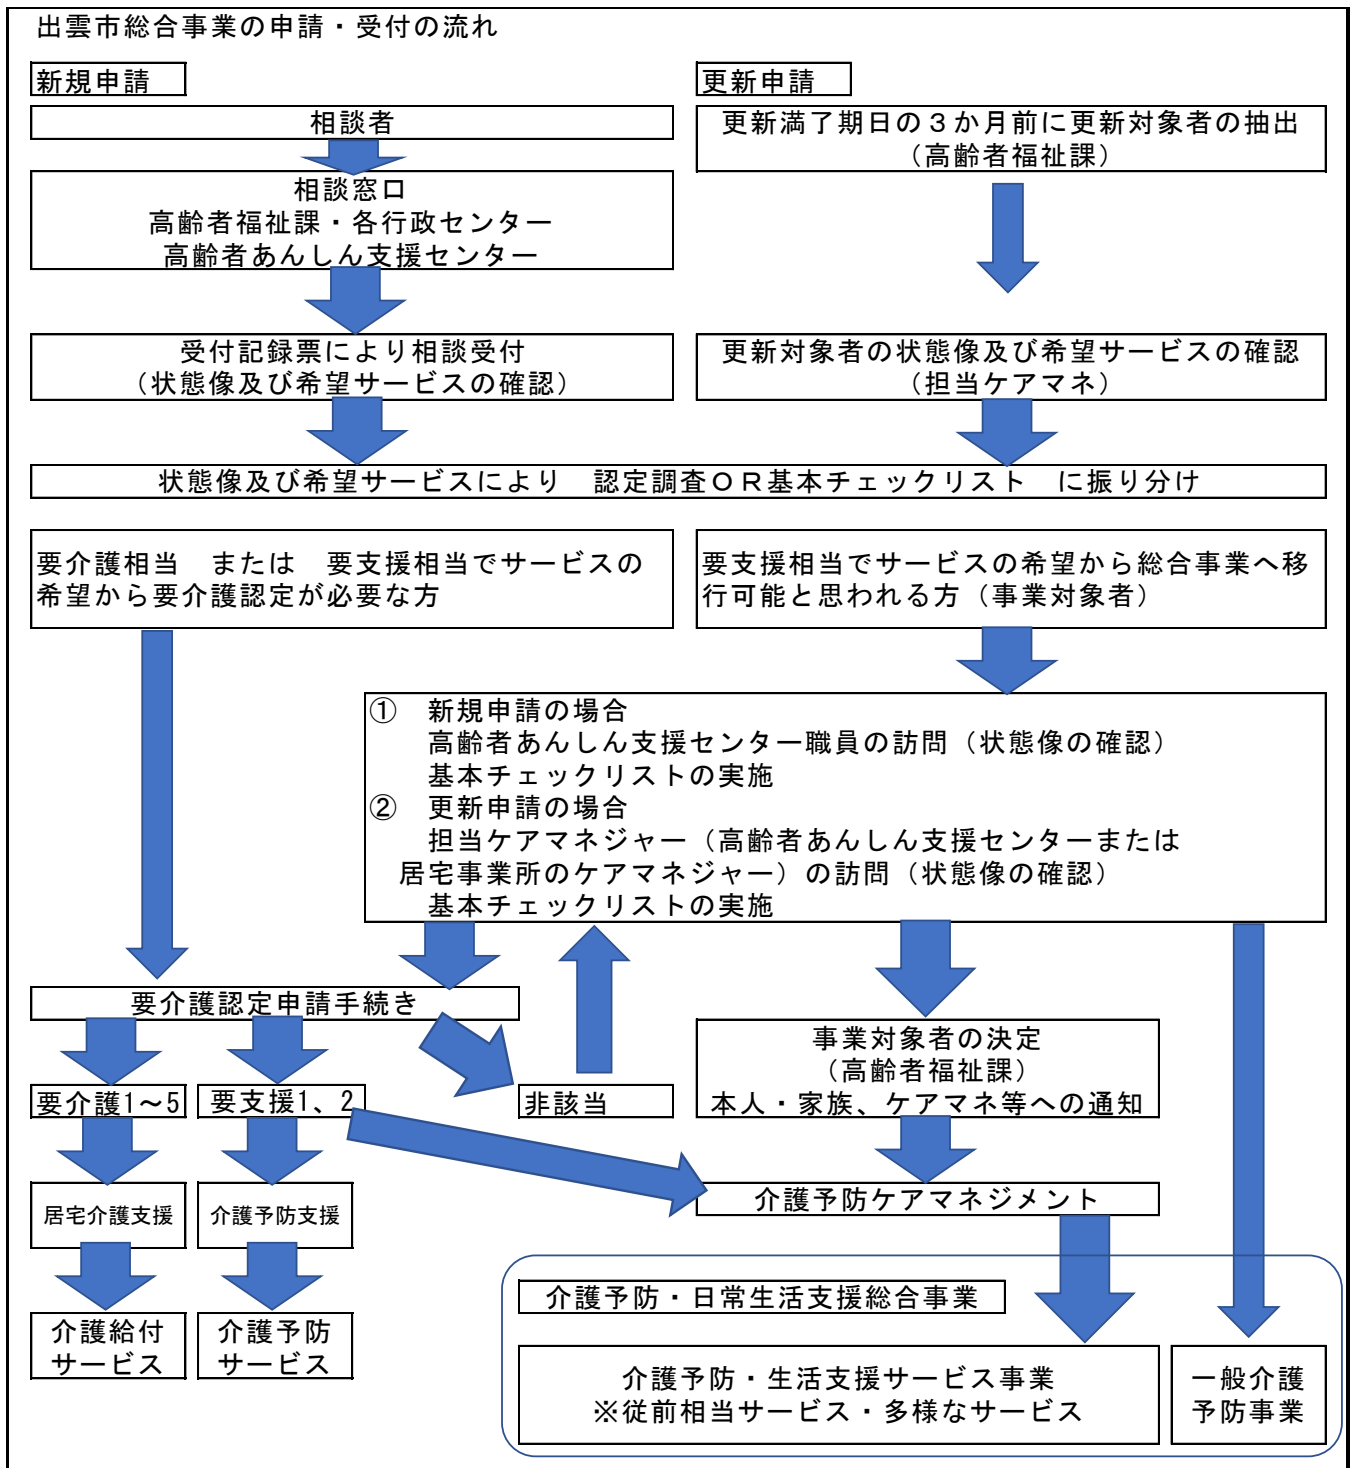 出雲市総合事業の申請・受付の流れ
新規申請
相談者
相談窓口
高齢者福祉課・各行政センター
高齢者あんしん支援センター
受付記録票により相談受付
（状態像及び希望サービスの確認）
更新申請
更新満了期日の３か月前に更新対象者の抽出
（高齢者福祉課）
更新対象者の状態像及び希望サービスの確認
（担当ケアマネ）
状態像及び希望サービスにより　認定調査ＯＲ基本チェックリスト　に振り分け
要介護相当　または　要支援相当でサービスの
希望から要介護認定が必要な方
要支援相当でサービスの希望から総合事業へ移
行可能と思われる方（事業対象者）
①　新規申請の場合
高齢者あんしん支援センター職員の訪問（状態像の確認）
基本チェックリストの実施
②　更新申請の場合
担当ケアマネジャー（高齢者あんしん支援センターまたは
居宅事業所のケアマネジャー）の訪問（状態像の確認）
基本チェックリストの実施
要介護認定申請手続き
要介護1～5
要支援1、2
非該当
事業対象者の決定
（高齢者福祉課）
本人・家族、ケアマネ等への通知
居宅介護支援
介護予防支援
介護予防ケアマネジメント
介護給付
サービス
介護予防
サービス
介護予防・日常生活支援総合事業
介護予防・生活支援サービス事業
※従前相当サービス・多様なサービス
一般介護
予防事業